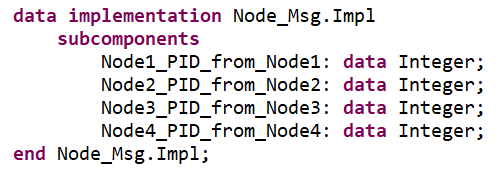 data implementation Node_Msg.Impl
    subcomponents
        Node1_PID_from_Node1: data Integer;
        Node2_PID_from_Node2: data Integer;
        Node3_PID_from_Node3: data Integer;
        Node4_PID_from_Node4: data Integer;
end Node_Msg.Impl;